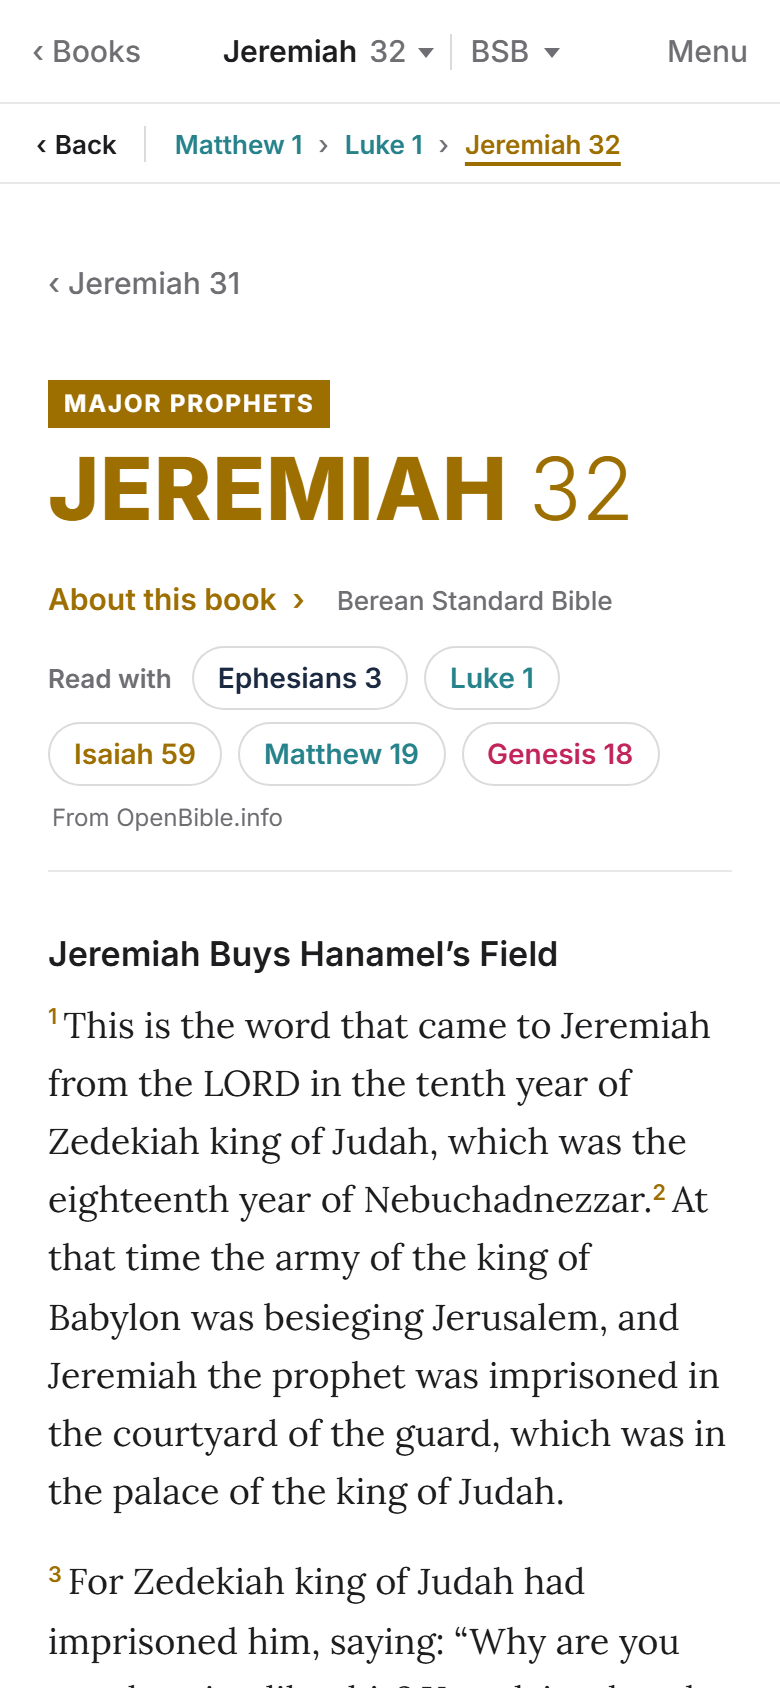 ‹ Books Jeremiah 32 BSB Menu
‹ Back Matthew 1 › Luke 1 › Jeremiah 32
‹ Jeremiah 31
MAJOR PROPHETS
JEREMIAH 32
About this book › Berean Standard Bible
Read with Ephesians 3 Luke 1
Isaiah 59 Matthew 19 Genesis 18
From OpenBible.info
Jeremiah Buys Hanamel’s Field
1 This is the word that came to Jeremiah
from the LORD in the tenth year of
Zedekiah king of Judah, which was the
eighteenth year of Nebuchadnezzar.2 At
that time the army of the king of
Babylon was besieging Jerusalem, and
Jeremiah the prophet was imprisoned in
the courtyard of the guard, which was in
the palace of the king of Judah.
3 For Zedekiah king of Judah had
imprisoned him, saying: “Why are you